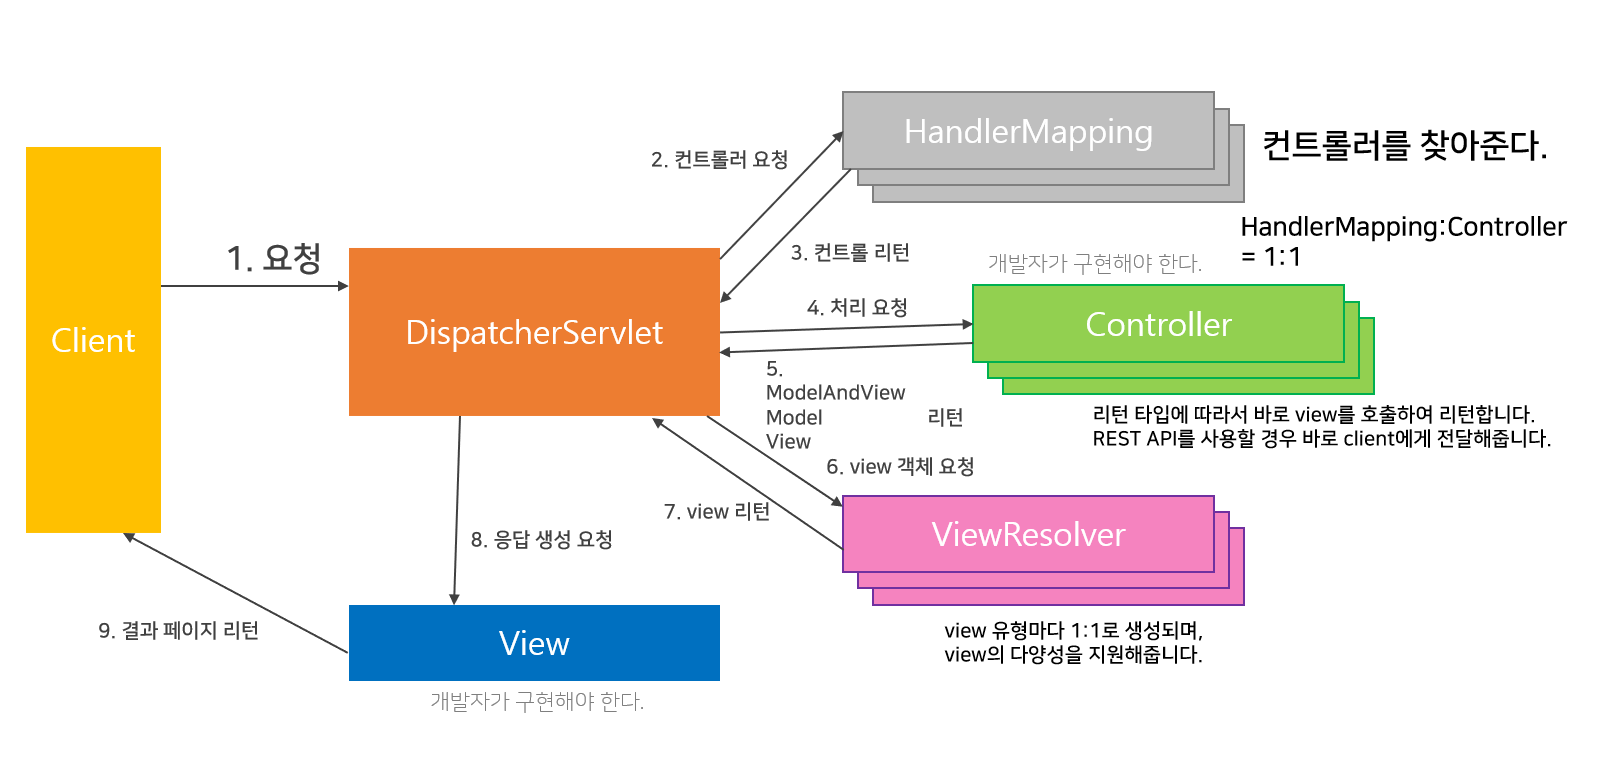 HandlerMapping
컨트롤러를 찾아준다.
2. 컨트롤러 요청
HandlerMapping:Controller
= 1:1
1. 요청
3. 컨트롤 리턴
개발자가 구현해야 한다.
4. 처리 요청
Controller
Client
DispatcherServlet
5.
ModelAndView
Model 리턴
View
리턴 타입에 따라서 바로 view를 호출하여 리턴합니다.
REST API를 사용할 경우 바로 client에게 전달해줍니다.
6. view 객체 요청
7. view 리턴
ViewResolver
8. 응답 생성 요청
9. 결과 페이지 리턴
View
view 유형마다 1:1로 생성되며,
view의 다양성을 지원해줍니다.
개발자가 구현해야 한다.